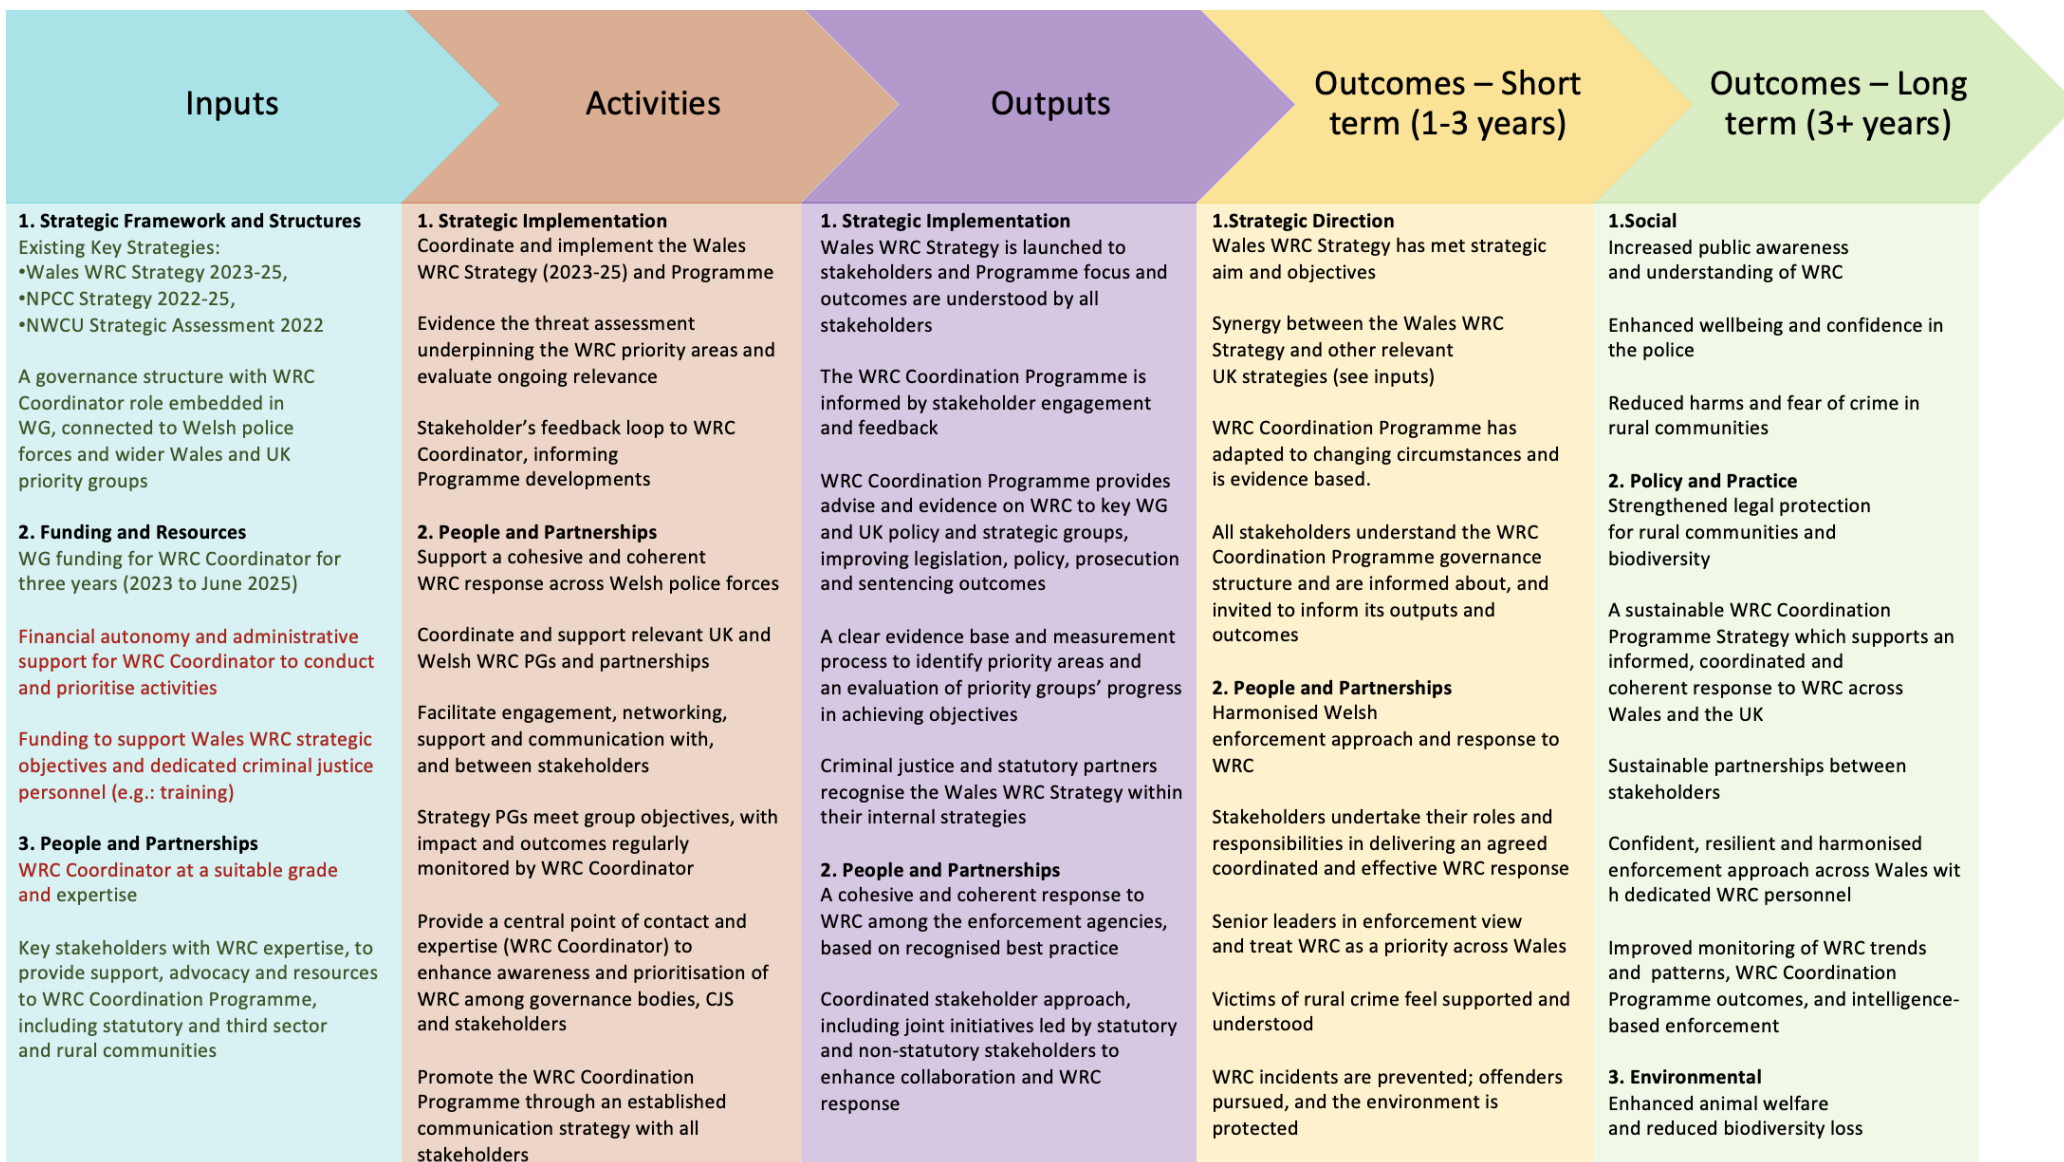 Inputs
Activities
Outputs
Outcomes – Short
term (1-3 years)
Outcomes – Long
term (3+ years)
1. Strategic Framework and Structures
Existing Key Strategies:
•Wales WRC Strategy 2023-25,
•NPCC Strategy 2022-25,
•NWCU Strategic Assessment 2022
A governance structure with WRC
Coordinator role embedded in
WG, connected to Welsh police
forces and wider Wales and UK
priority groups
2. Funding and Resources
WG funding for WRC Coordinator for
three years (2023 to June 2025)
Financial autonomy and administrative
support for WRC Coordinator to conduct
and prioritise activities
Funding to support Wales WRC strategic
objectives and dedicated criminal justice
personnel (e.g.: training)
3. People and Partnerships
WRC Coordinator at a suitable grade
and expertise
Key stakeholders with WRC expertise, to
provide support, advocacy and resources
to WRC Coordination Programme,
including statutory and third sector
and rural communities
1. Strategic Implementation
Coordinate and implement the Wales
WRC Strategy (2023-25) and Programme
Evidence the threat assessment
underpinning the WRC priority areas and
evaluate ongoing relevance
Stakeholder's feedback loop to WRC
Coordinator, informing
Programme developments
2. People and Partnerships
Support a cohesive and coherent
WRC response across Welsh police forces
Coordinate and support relevant UK and
Welsh WRC PGs and partnerships
Facilitate engagement, networking,
support and communication with,
and between stakeholders
Strategy PGs meet group objectives, with
impact and outcomes regularly
monitored by WRC Coordinator
Provide a central point of contact and
expertise (WRC Coordinator) to
enhance awareness and prioritisation of
WRC among governance bodies, CJS
and stakeholders
Promote the WRC Coordination
Programme through an established
communication strategy with all
stakeholders
1. Strategic Implementation
Wales WRC Strategy is launched to
stakeholders and Programme focus and
outcomes are understood by all
stakeholders
The WRC Coordination Programme is
informed by stakeholder engagement
and feedback
WRC Coordination Programme provides
advise and evidence on WRC to key WG
and UK policy and strategic groups,
improving legislation, policy, prosecution
and sentencing outcomes
A clear evidence base and measurement
process to identify priority areas and
an evaluation of priority groups' progress
in achieving objectives
Criminal justice and statutory partners
recognise the Wales WRC Strategy within
their internal strategies
2. People and Partnerships
A cohesive and coherent response to
WRC among the enforcement agencies,
based on recognised best practice
Coordinated stakeholder approach,
including joint initiatives led by statutory
and non-statutory stakeholders to
enhance collaboration and WRC
response
1.Strategic Direction
Wales WRC Strategy has met strategic
aim and objectives
Synergy between the Wales WRC
Strategy and other relevant
UK strategies (see inputs)
WRC Coordination Programme has
adapted to changing circumstances and
is evidence based.
All stakeholders understand the WRC
Coordination Programme governance
structure and are informed about, and
invited to inform its outputs and
outcomes
2. People and Partnerships
Harmonised Welsh
enforcement approach and response to
WRC
Stakeholders undertake their roles and
responsibilities in delivering an agreed
coordinated and effective WRC response
Senior leaders in enforcement view
and treat WRC as a priority across Wales
Victims of rural crime feel supported and
understood
WRC incidents are prevented; offenders
pursued, and the environment is
protected
1.Social
Increased public awareness
and understanding of WRC
Enhanced wellbeing and confidence in
the police
Reduced harms and fear of crime in
rural communities
2. Policy and Practice
Strengthened legal protection
for rural communities and
biodiversity
A sustainable WRC Coordination
Programme Strategy which supports an
informed, coordinated and
coherent response to WRC across
Wales and the UK
Sustainable partnerships between
stakeholders
Confident, resilient and harmonised
enforcement approach across Wales wit
h dedicated WRC personnel
Improved monitoring of WRC trends
and  patterns, WRC Coordination
Programme outcomes, and intelligence-
based enforcement
3. Environmental
Enhanced animal welfare
and reduced biodiversity loss